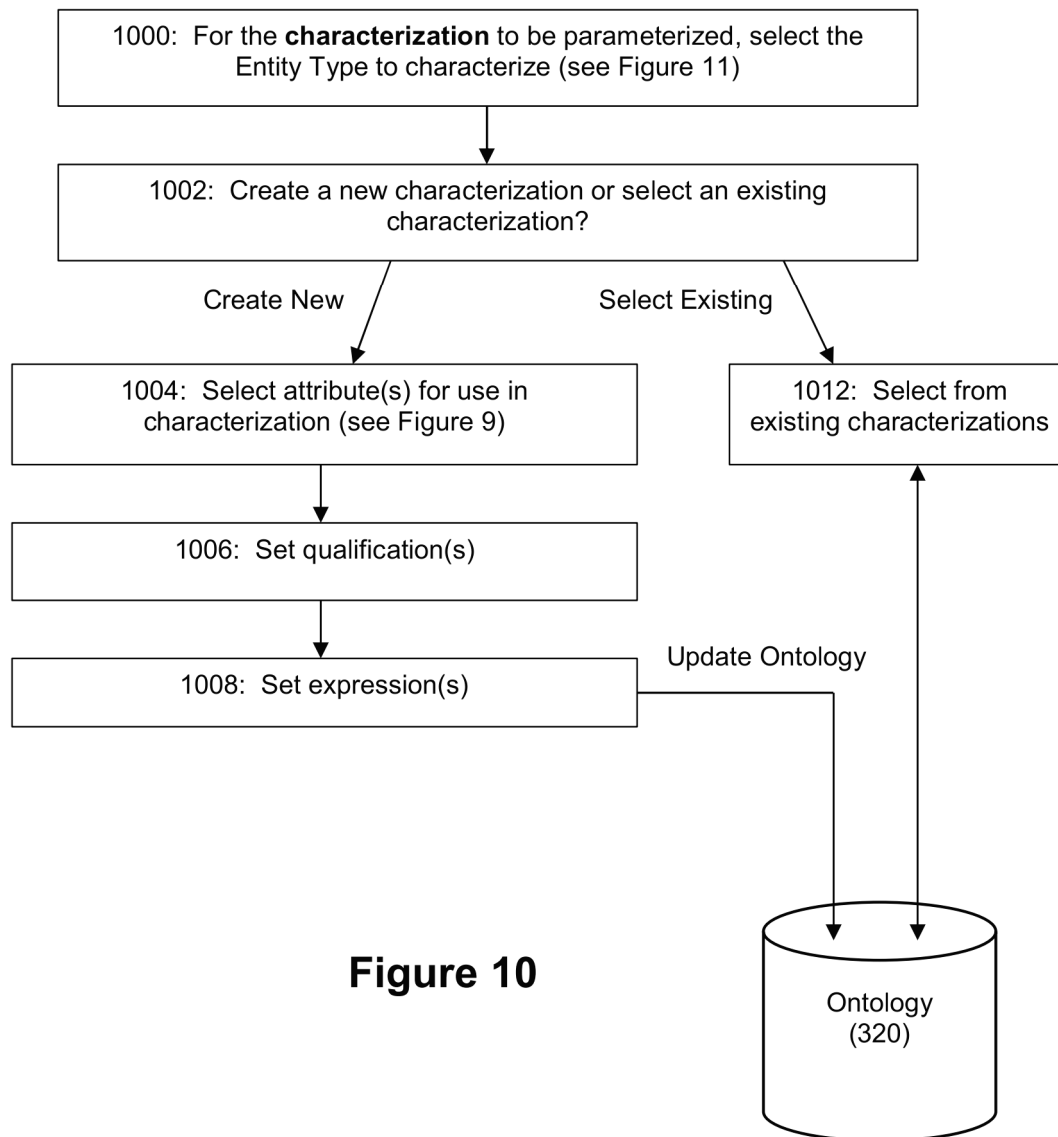 1000: For the characterization to be parameterized, select the
Entity Type to characterize (see Figure 11)
1002: Create a new characterization or select an existing
characterization?
Create New
Select Existing
1004: Select attribute(s) for use in
characterization (see Figure 9)
1012: Select from
existing characterizations
1006: Set qualification(s)
1008: Set expression(s)
Update Ontology
Figure 10
Ontology
(320)